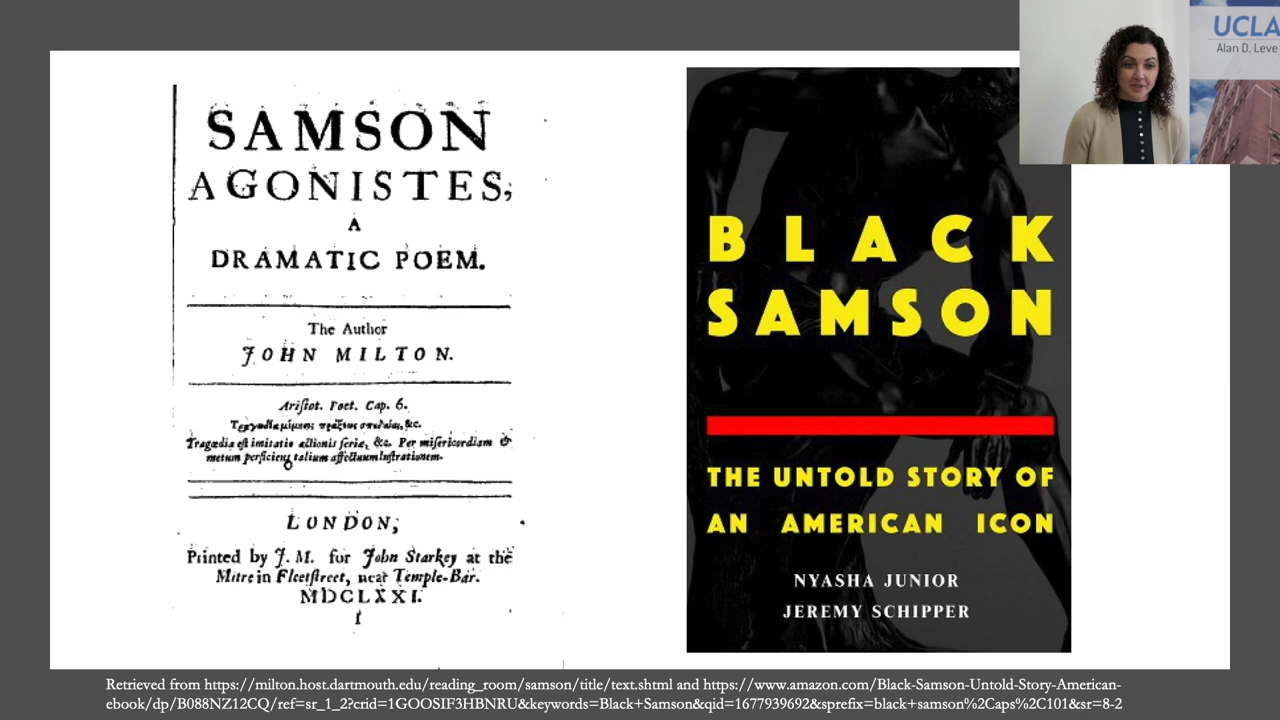 UCLA
Alan D. Leve
SAMSON
AGONISTES,
A
DRAMATIC POEM.
The Author
JOHN MILTON.
Ariſtot. Poet. Cap. 6.
μίμησις πράξεως σπουδαίας, &c.
Tragœdia eſt imitatio actionis ſeriæ, &c. Per miſericordiam &
metum perficiens talium affectuum luſtrationem.
LONDON,
Printed by J. M. for John Starkey at the
Mitre in Fleetſtreet, near Temple-Bar.
MDCLXXI.
BLACK
SAMSON
THE UNTOLD STORY OF
AN AMERICAN ICON
NYASHA JUNIOR
JEREMY SCHIPPER
Retrieved from https://milton.host.dartmouth.edu/reading_room/samson/title/text.shtml and https://www.amazon.com/Black-Samson-Untold-Story-American-
ebook/dp/B088NZ12CQ/ref=sr_1_2?crid=1GOOSIF3HBNRU&keywords=Black+Samson&qid=1677939692&sprefix=black+samson%2Caps%2C101&sr=8-2